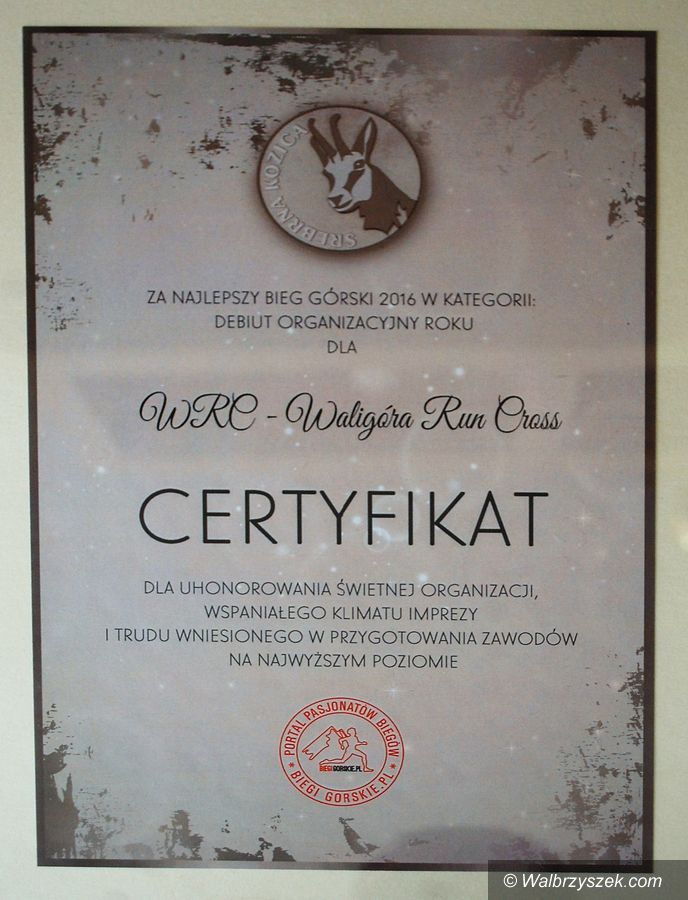 SREBRNA KOZICA
ZA NAJLEPSZY BIEG GÓRSKI 2016 W KATEGORII:
DEBIUT ORGANIZACYJNY ROKU
DLA
WRC - Waligóra Run Cross
CERTYFIKAT
DLA UHONOROWANIA ŚWIETNEJ ORGANIZACJI,
WSPANIAŁEGO KLIMATU IMPREZY
I TRUDU WNIESIONEGO W PRZYGOTOWANIA ZAWODÓW
NA NAJWYŻSZYM POZIOMIE
* PORTAL PASJONATÓW BIEGÓW *
BIEGIGORSKIE.PL
BIEGI GORSKIE.PL
© Walbrzyszek.com